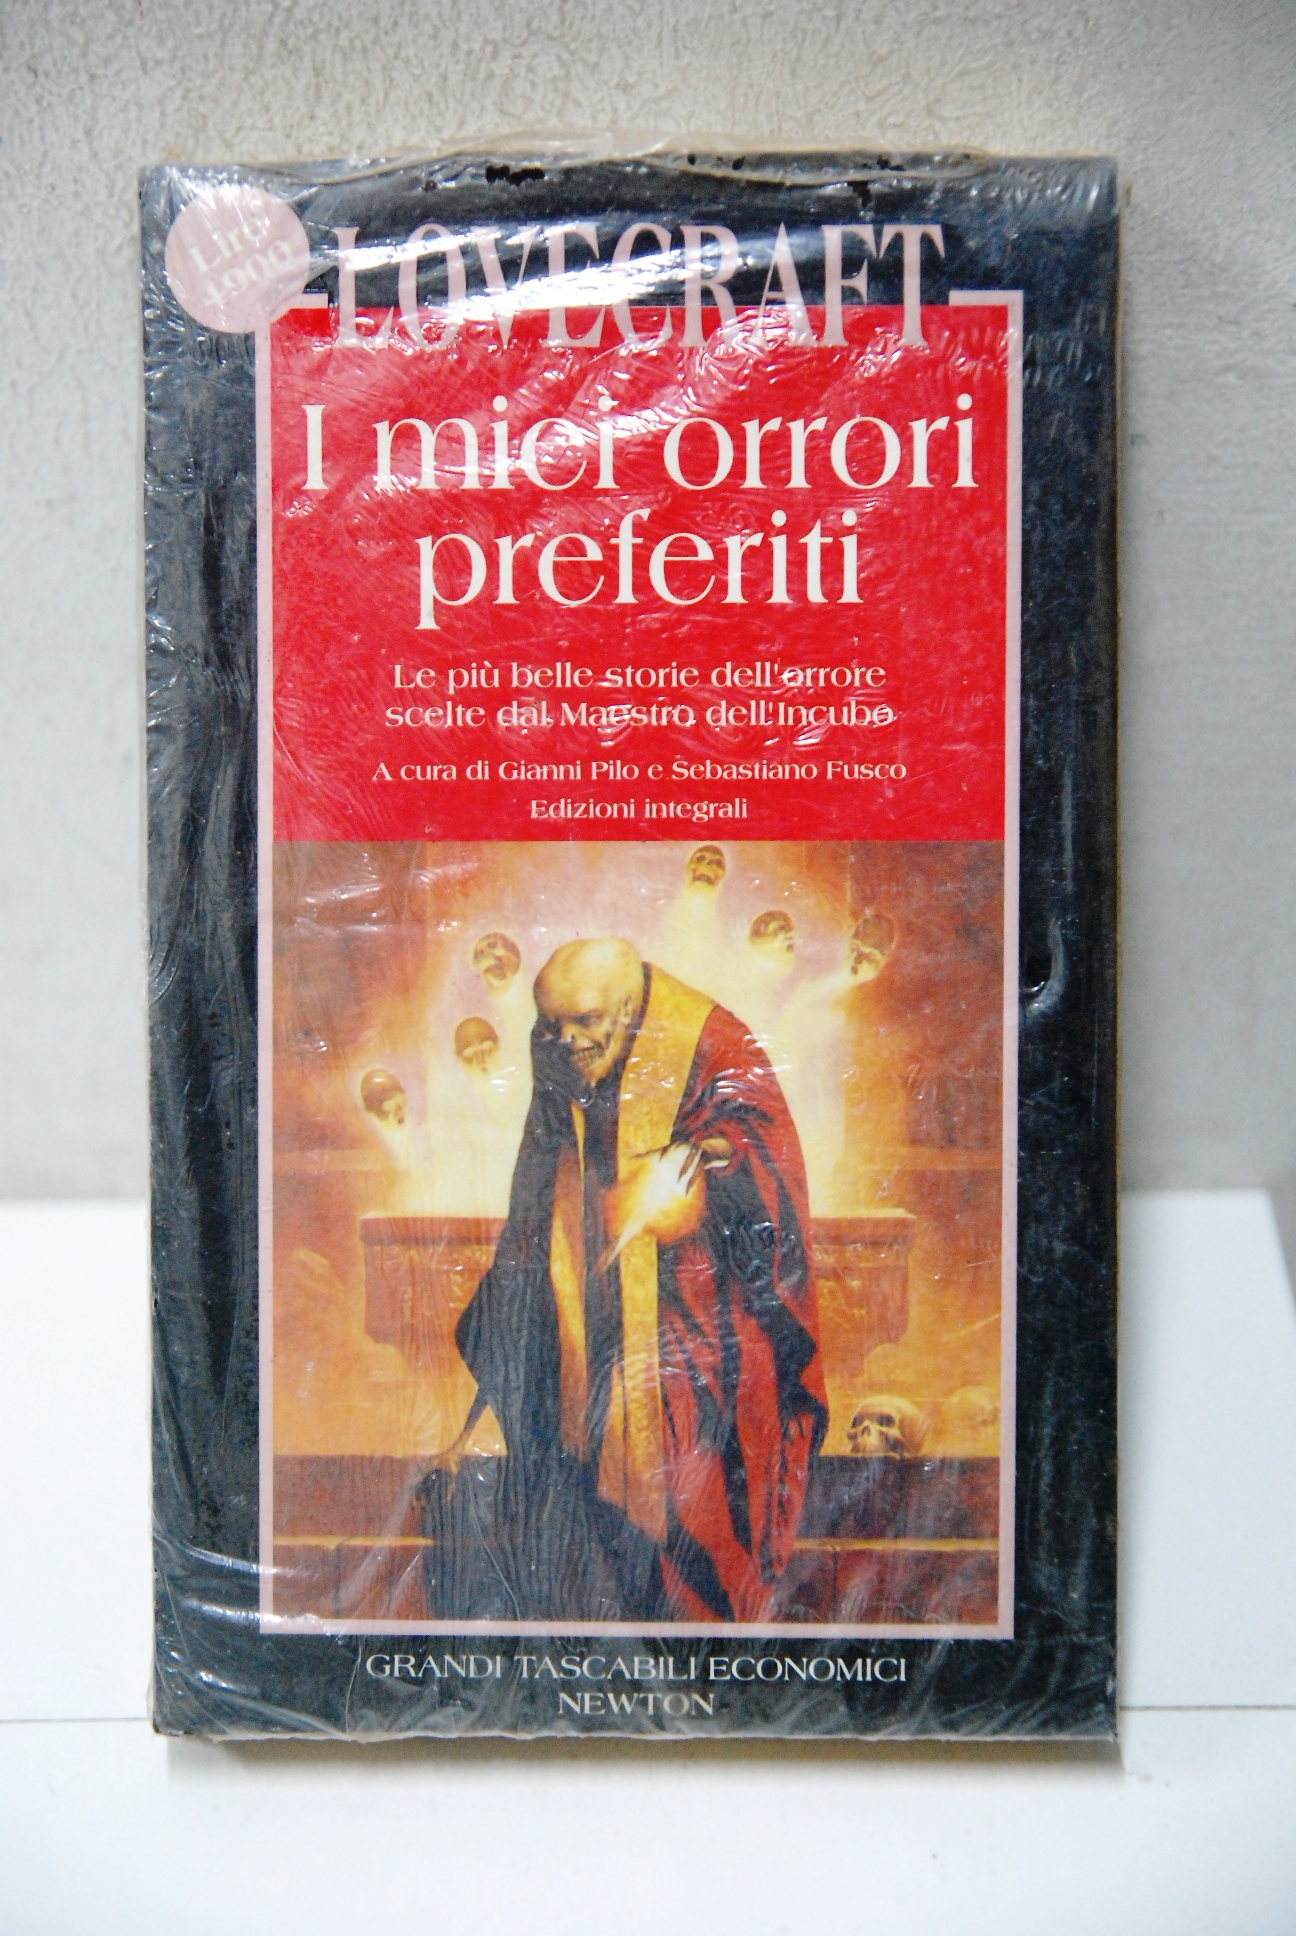 Lire
4900
LOVECRAFT
I miei orrori
preferiti
Le più belle storie dell'orrore
scelte dal Maestro dell'Incubo
A cura di Gianni Pilo e Sebastiano Fusco
Edizioni integrali
GRANDI TASCABILI ECONOMICI
NEWTON